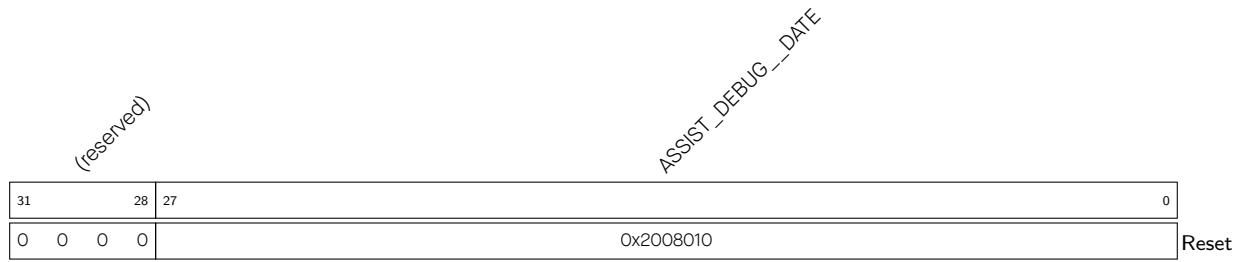 (reserved)
ASSIST_DEBUG__DATE
31 28 27 0
0 0 0 0 0x2008010 Reset